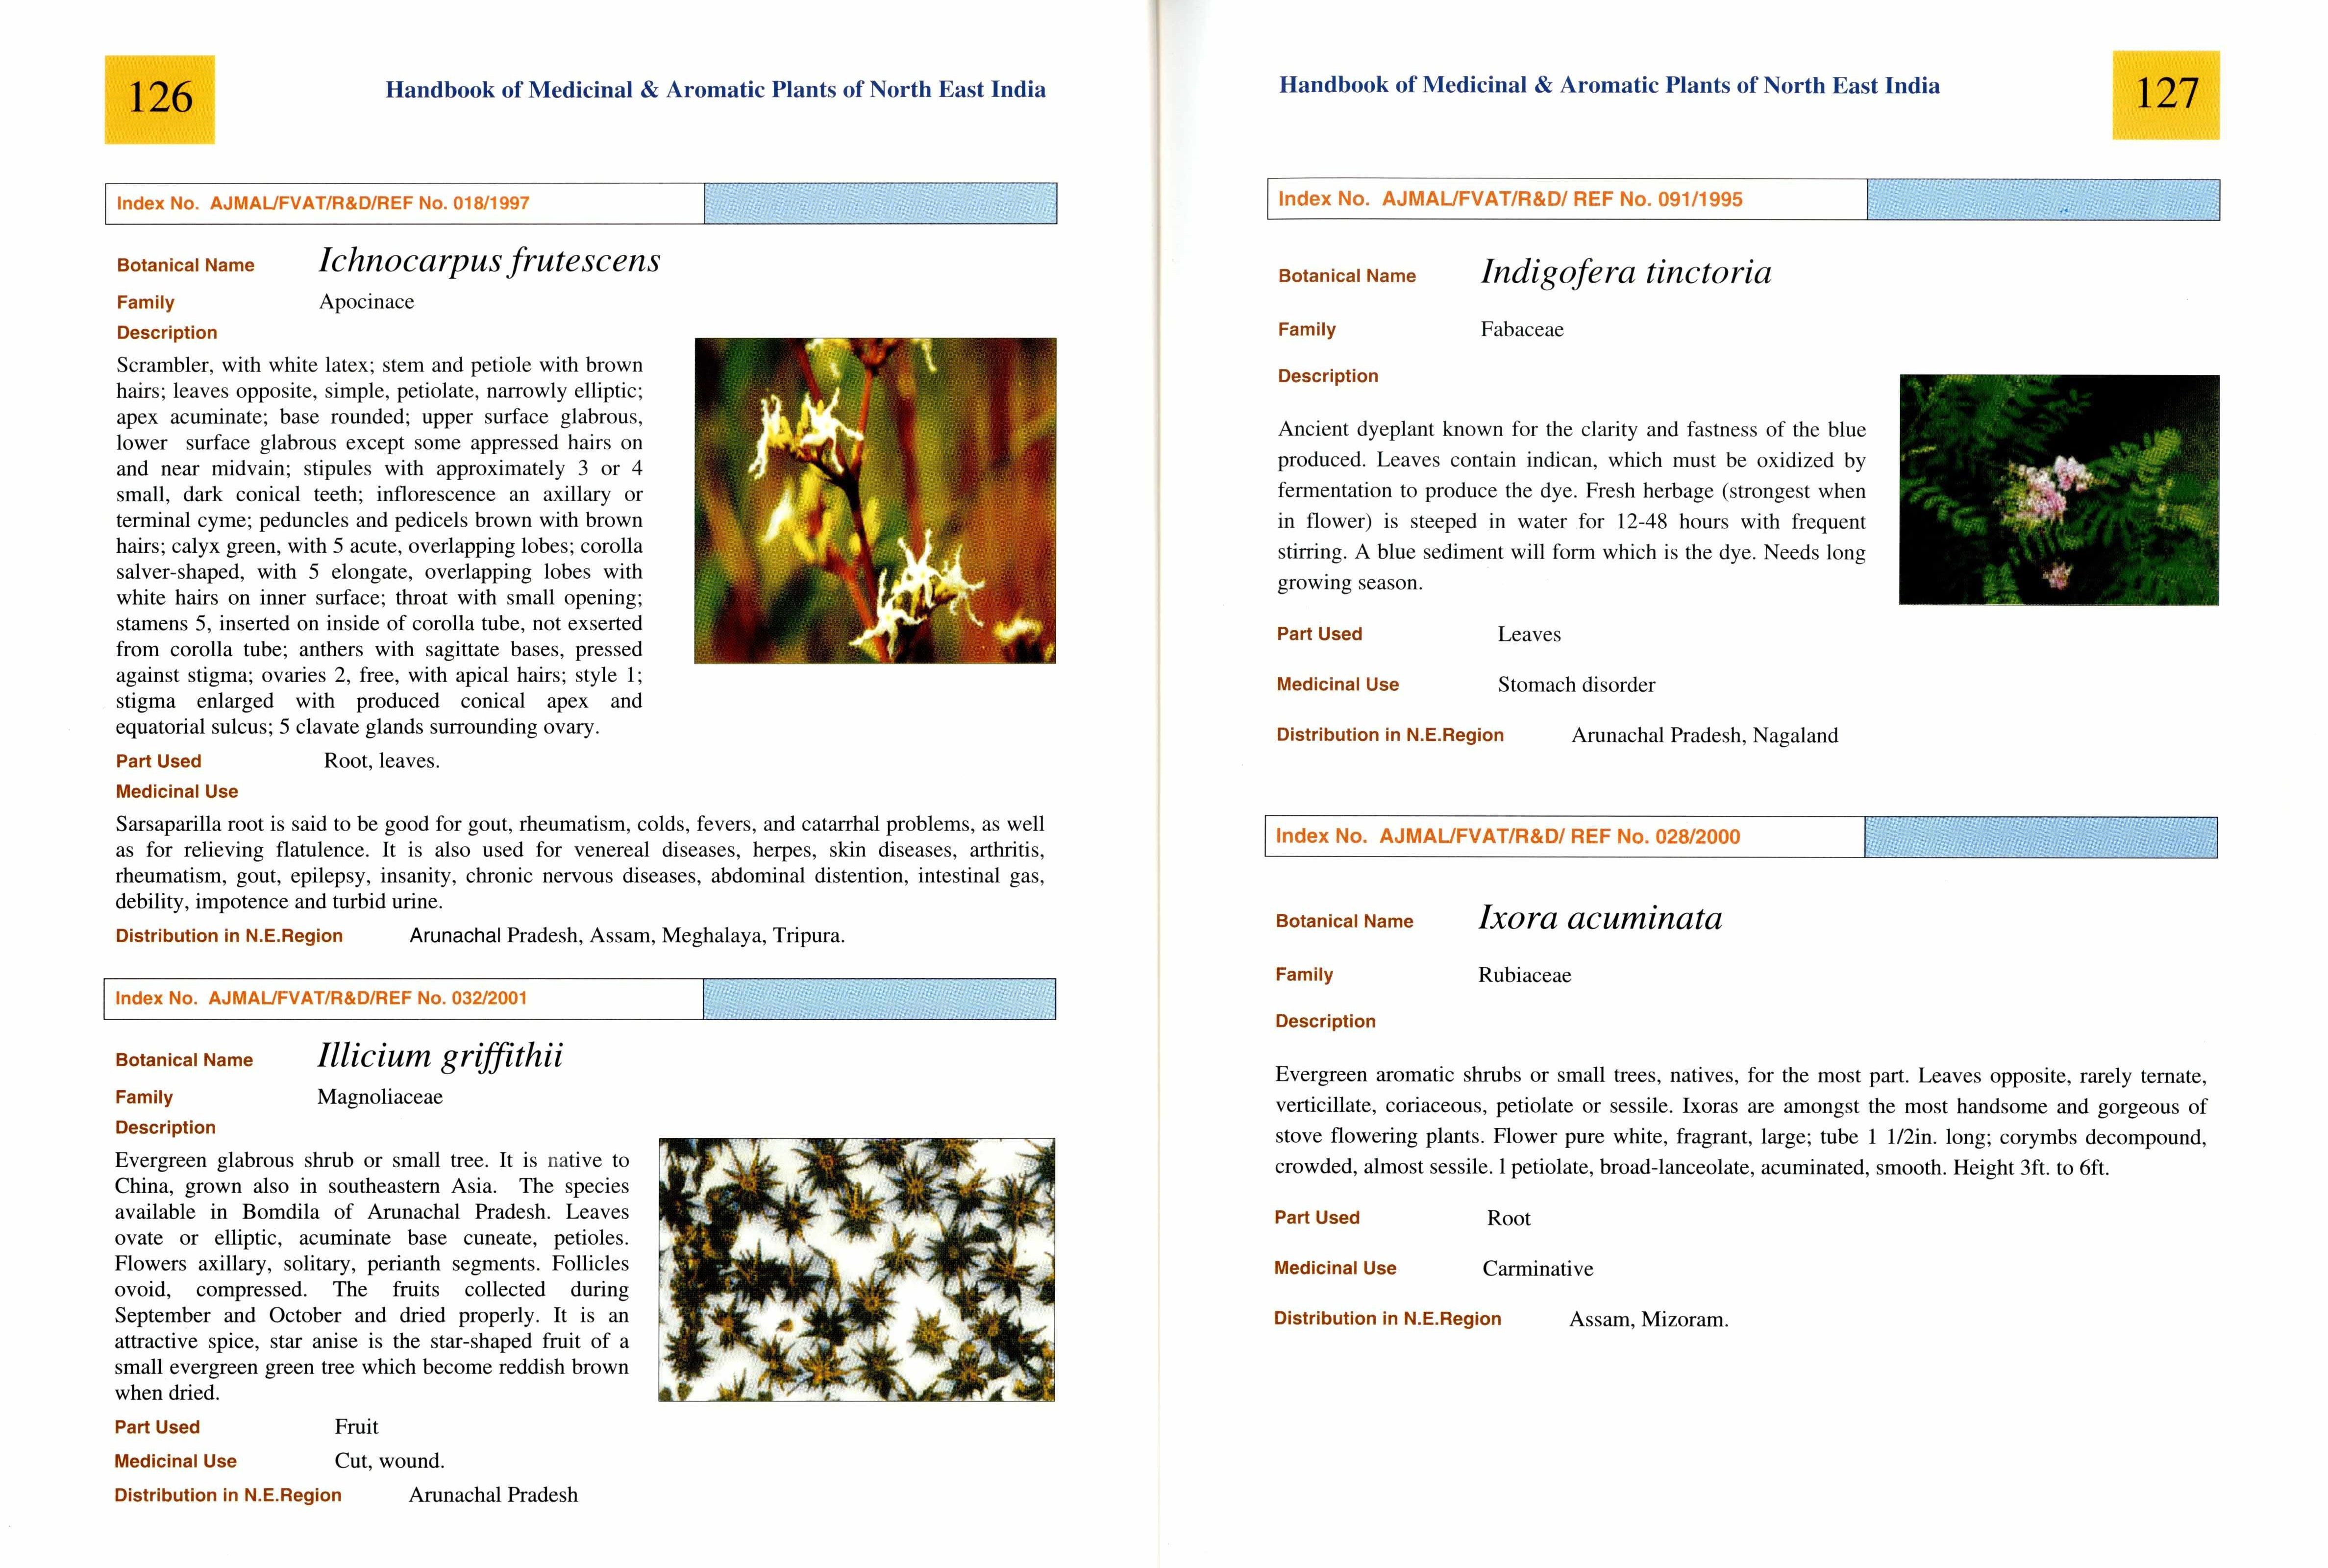 126
Handbook of Medicinal & Aromatic Plants of North East India
Index No. AJMAL/FVAT/R&D/REF No. 018/1997
Botanical Name Ichnocarpus frutescens
Family Apocinace
Description
Scrambler, with white latex; stem and petiole with brown
hairs; leaves opposite, simple, petiolate, narrowly elliptic;
apex acuminate; base rounded; upper surface glabrous,
lower surface glabrous except some appressed hairs on
and near midvain; stipules with approximately 3 or 4
small, dark conical teeth; inflorescence an axillary or
terminal cyme; peduncles and pedicels brown with brown
hairs; calyx green, with 5 acute, overlapping lobes; corolla
salver-shaped, with 5 elongate, overlapping lobes with
white hairs on inner surface; throat with small opening;
stamens 5, inserted on inside of corolla tube, not exserted
from corolla tube; anthers with sagittate bases, pressed
against stigma; ovaries 2, free, with apical hairs; style 1;
stigma enlarged with produced conical apex and
equatorial sulcus; 5 clavate glands surrounding ovary.
Part Used Root, leaves.
Medicinal Use
Sarsaparilla root is said to be good for gout, rheumatism, colds, fevers, and catarrhal problems, as well
as for relieving flatulence. It is also used for venereal diseases, herpes, skin diseases, arthritis,
rheumatism, gout, epilepsy, insanity, chronic nervous diseases, abdominal distention, intestinal gas,
debility, impotence and turbid urine.
Distribution in N.E.Region Arunachal Pradesh, Assam, Meghalaya, Tripura.
Index No. AJMAL/FVAT/R&D/REF No. 032/2001
Botanical Name Illicium griffithii
Family Magnoliaceae
Description
Evergreen glabrous shrub or small tree. It is native to
China, grown also in southeastern Asia. The species
available in Bomdila of Arunachal Pradesh. Leaves
ovate or elliptic, acuminate base cuneate, petioles.
Flowers axillary, solitary, perianth segments. Follicles
ovoid, compressed. The fruits collected during
September and October and dried properly. It is an
attractive spice, star anise is the star-shaped fruit of a
small evergreen green tree which become reddish brown
when dried.
Part Used Fruit
Medicinal Use Cut, wound.
Distribution in N.E.Region Arunachal Pradesh
Handbook of Medicinal & Aromatic Plants of North East India
127
Index No. AJMAL/FVAT/R&D/ REF No. 091/1995
Botanical Name Indigofera tinctoria
Family Fabaceae
Description
Ancient dyeplant known for the clarity and fastness of the blue
produced. Leaves contain indican, which must be oxidized by
fermentation to produce the dye. Fresh herbage (strongest when
in flower) is steeped in water for 12-48 hours with frequent
stirring. A blue sediment will form which is the dye. Needs long
growing season.
Part Used Leaves
Medicinal Use Stomach disorder
Distribution in N.E.Region Arunachal Pradesh, Nagaland
Index No. AJMAL/FVAT/R&D/ REF No. 028/2000
Botanical Name Ixora acuminata
Family Rubiaceae
Description
Evergreen aromatic shrubs or small trees, natives, for the most part. Leaves opposite, rarely ternate,
verticillate, coriaceous, petiolate or sessile. Ixoras are amongst the most handsome and gorgeous of
stove flowering plants. Flower pure white, fragrant, large; tube 1 1/2in. long; corymbs decompound,
crowded, almost sessile. l petiolate, broad-lanceolate, acuminated, smooth. Height 3ft. to 6ft.
Part Used Root
Medicinal Use Carminative
Distribution in N.E.Region Assam, Mizoram.